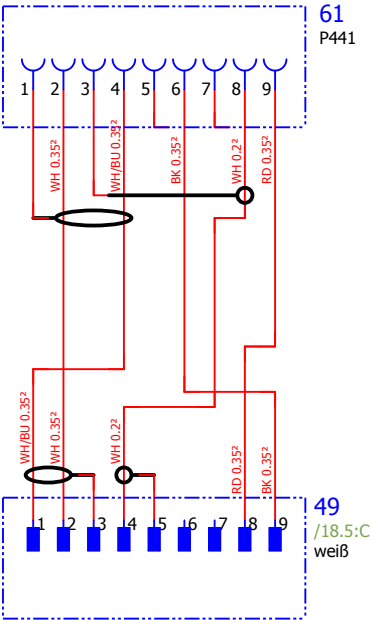 61
P441
1 2 3 4 5 6 7 8 9
WH 0.35²
WH/BU 0.35²
BK 0.35²
WH 0.2²
RD 0.35²
WH/BU 0.35²
WH 0.35²
WH 0.2²
RD 0.35²
BK 0.35²
49
/18.5:C
weiß
1 2 3 4 5 6 7 8 9